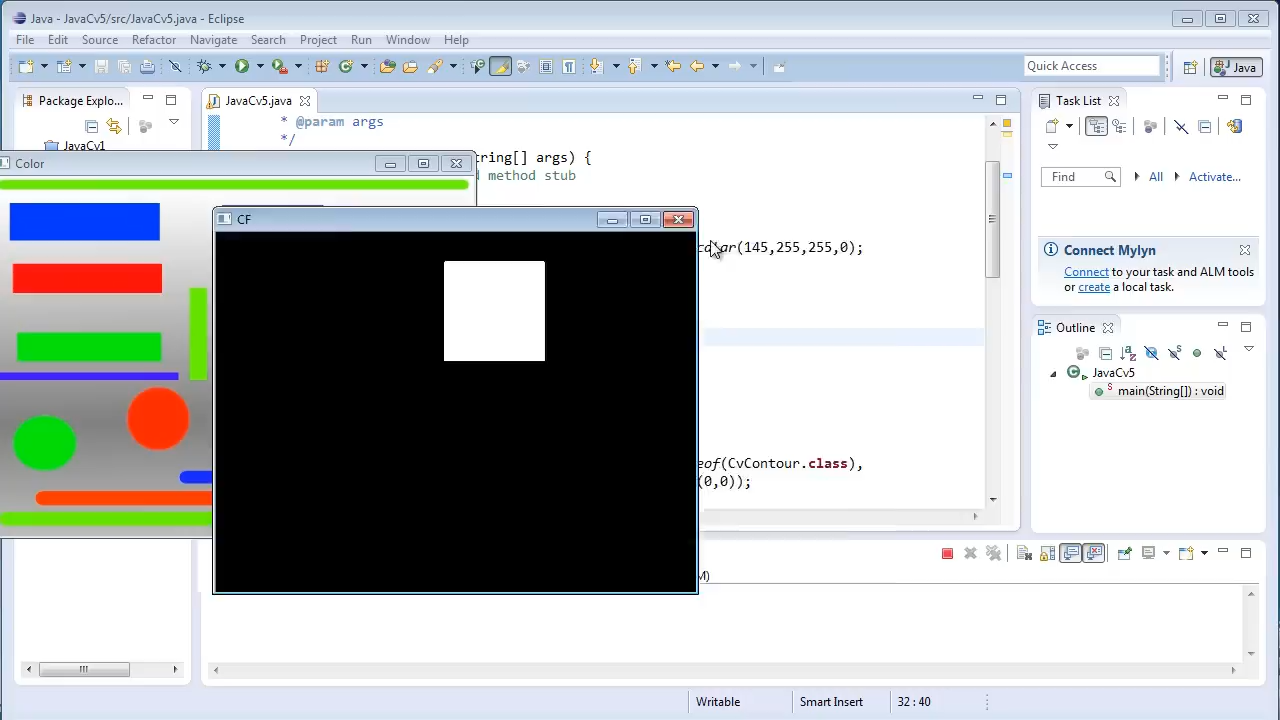 Java - JavaCv5/src/JavaCv5.java - Eclipse
File Edit Source Refactor Navigate Search Project Run Window Help
Quick Access
Java
Package Explo...
JavaCv5.java
Task List
* @param args
*/
JavaCv1
tring[] args) {
d method stub
Color
Find
All
Activate...
CF
(145,255,255,0);
Connect Mylyn
Connect to your task and ALM tools
or create a local task.
Outline
JavaCv5
main(String[]) : void
eof(CvContour.class),
(0,0));
M)
Writable
Smart Insert
32 : 40